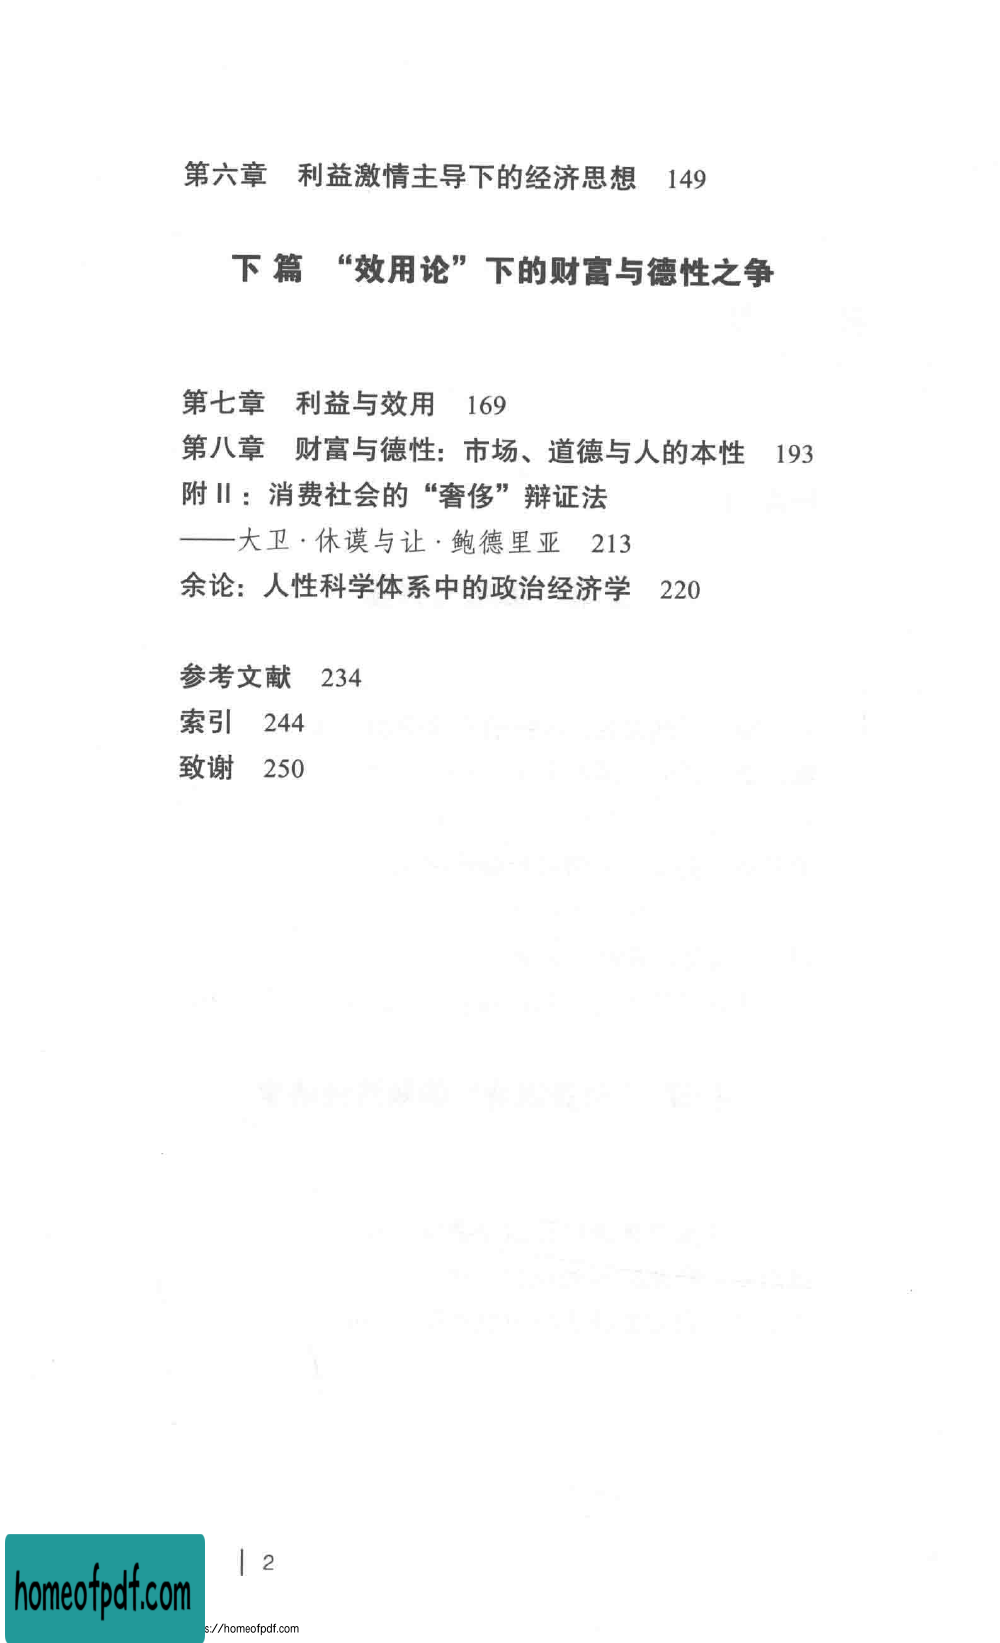 第六章 利益激情主导下的经济思想 149
下 篇 “效用论”下的财富与德性之争
第七章 利益与效用 169
第八章 财富与德性：市场、道德与人的本性 193
附Ⅱ：消费社会的“奢侈”辩证法
——大卫·休谟与让·鲍德里亚 213
余论：人性科学体系中的政治经济学 220
参考文献 234
索引 244
致谢 250
| 2
homeofpdf.com
s://homeofpdf.com